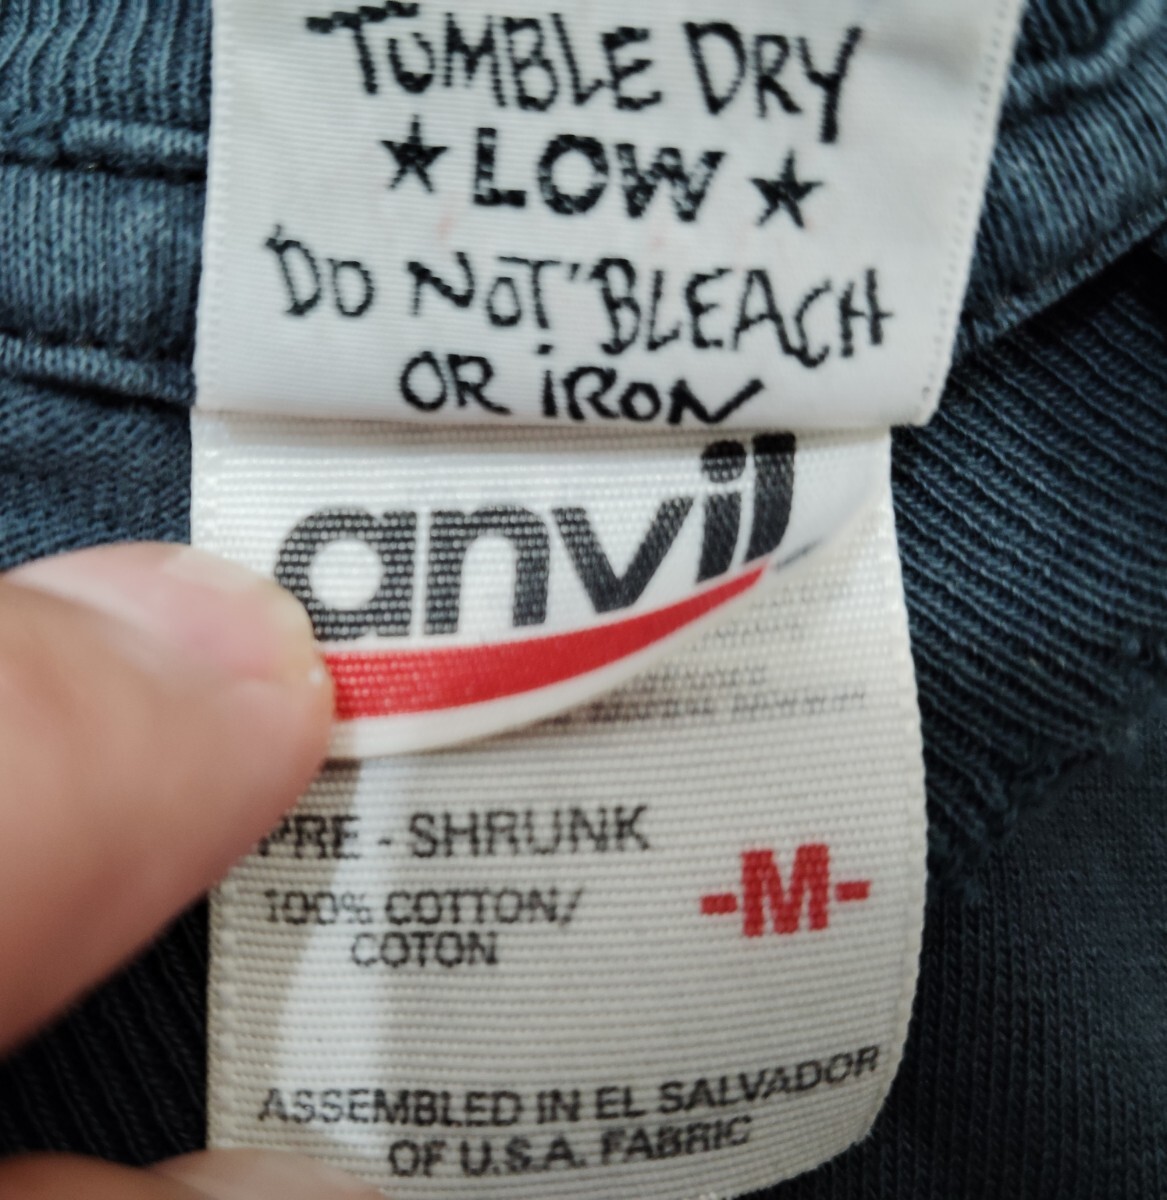 TUMBLE DRY
★ LOW ★
DO NOT BLEACH
OR IRON
anvil
PRE - SHRUNK
-M-
100% COTTON/
COTON
ASSEMBLED IN EL SALVADOR
OF U.S.A. FABRIC